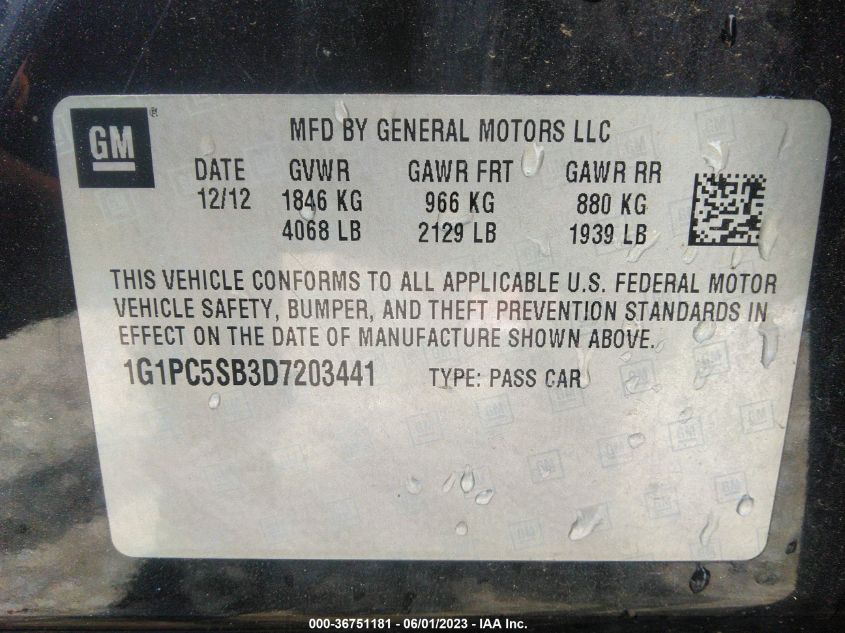 GM ®
MFD BY GENERAL MOTORS LLC
DATE GVWR GAWR FRT GAWR RR
12/12 1846 KG 966 KG 880 KG
4068 LB 2129 LB 1939 LB
THIS VEHICLE CONFORMS TO ALL APPLICABLE U.S. FEDERAL MOTOR
VEHICLE SAFETY, BUMPER, AND THEFT PREVENTION STANDARDS IN
EFFECT ON THE DATE OF MANUFACTURE SHOWN ABOVE.
1G1PC5SB3D7203441 TYPE: PASS CAR
000-36751181 - 06/01/2023 - IAA Inc.